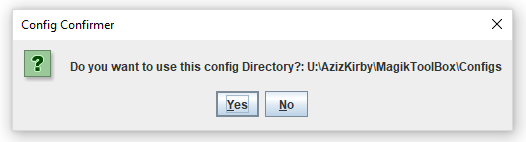 Config Confirmer
Do you want to use this config Directory?: U:\AzizKirby\MagikToolBox\Configs
Yes No